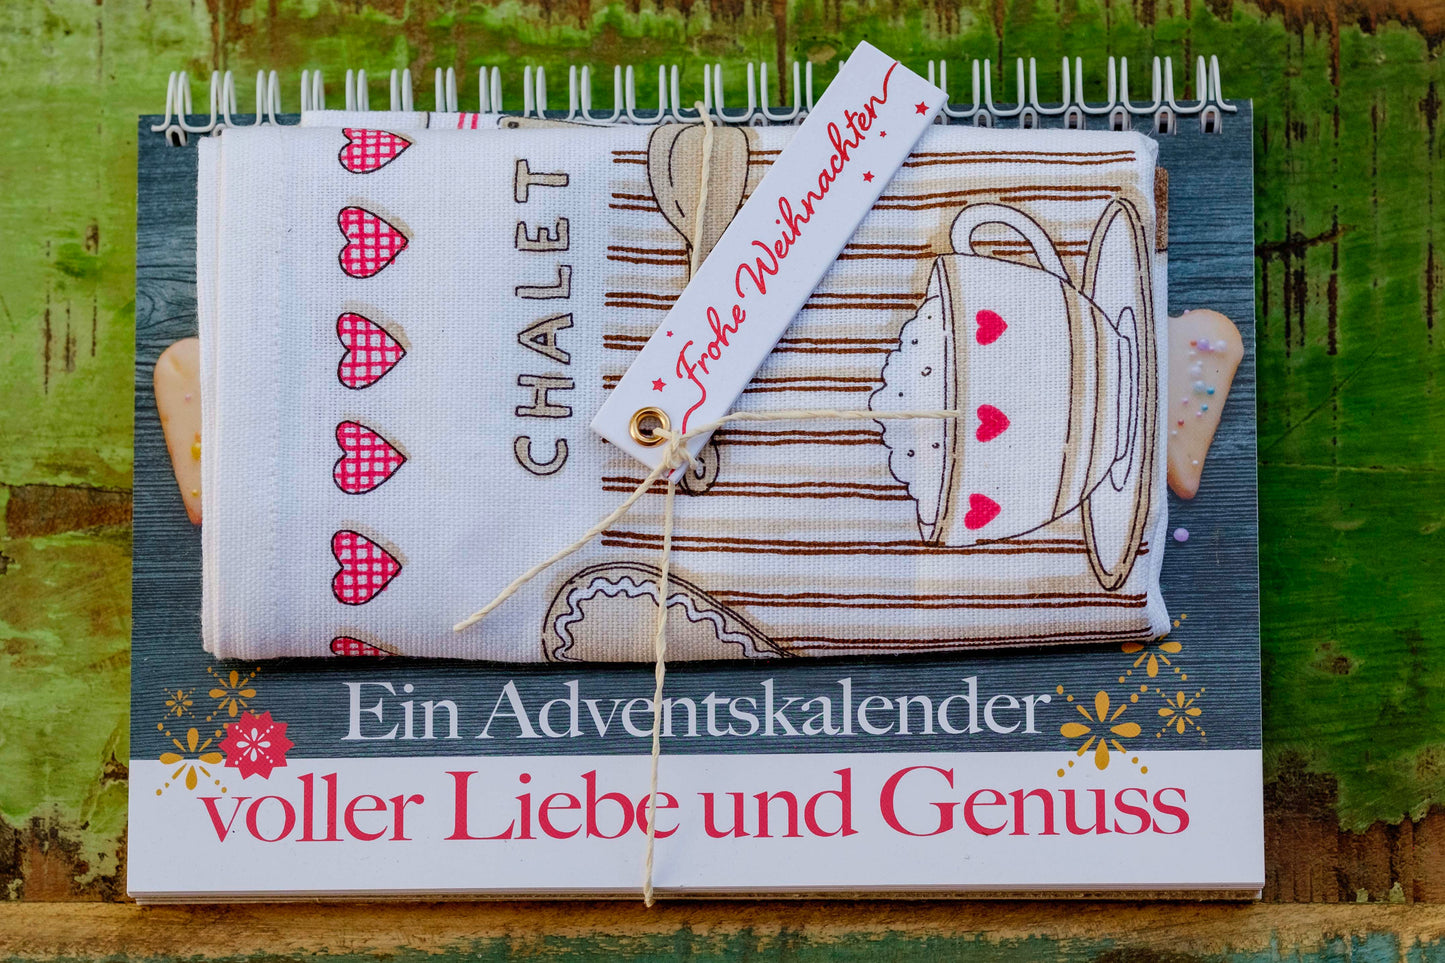 CHALET
Frohe Weihnachten
Ein Adventskalender
voller Liebe und Genuss